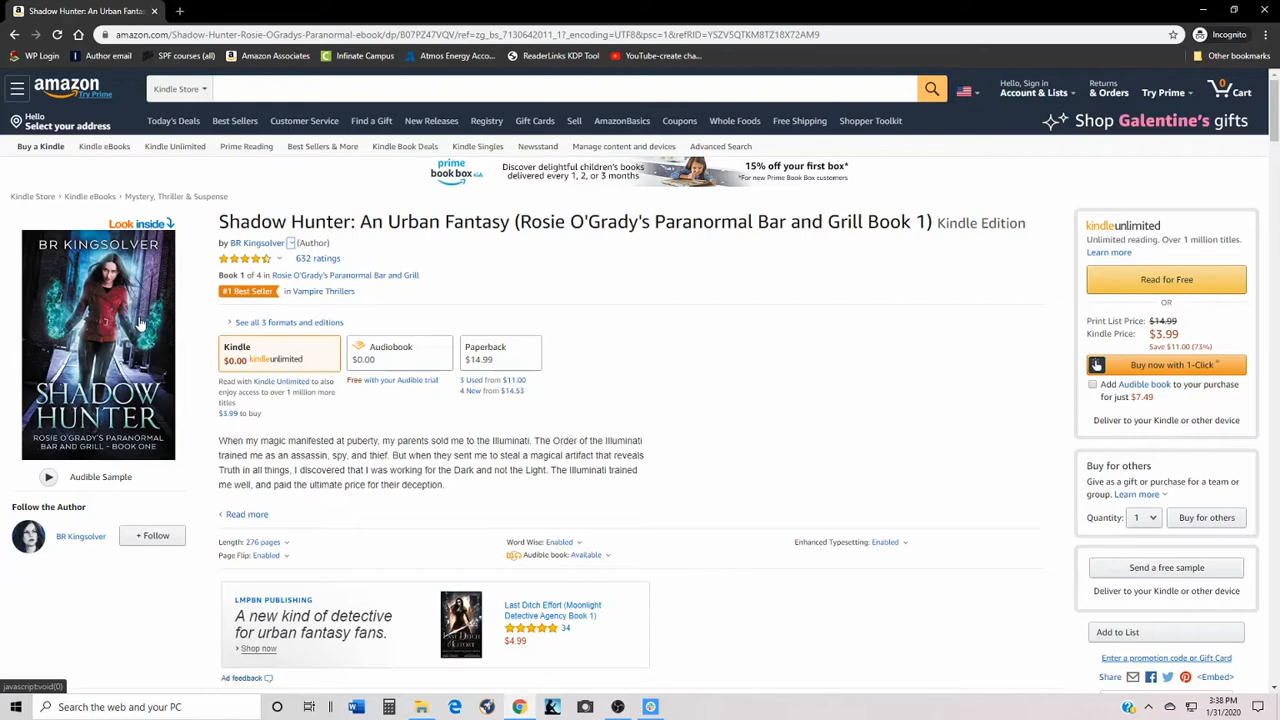 Shadow Hunter: An Urban Fantasy
amazon.com/Shadow-Hunter-Rosie-OGradys-Paranormal-ebook/dp/B07PZ47VQV/ref=zg_bs_7130642011_1?_encoding=UTF8&psc=1&refRID=YSZV5QTKM8TZ18X72AM9
Incognito
WP Login
Author email
SPF courses (all)
Amazon Associates
Infinate Campus
Atmos Energy Acco...
ReaderLinks KDP Tool
YouTube-create cha...
Other bookmarks
amazon
Try Prime
Kindle Store
Hello, Sign in
Account & Lists
Returns
& Orders
Try Prime
0
Cart
Hello
Select your address
Today's Deals
Best Sellers
Customer Service
Find a Gift
New Releases
Registry
Gift Cards
Sell
AmazonBasics
Coupons
Whole Foods
Free Shipping
Shopper Toolkit
Shop Galentine's gifts
Buy a Kindle
Kindle eBooks
Kindle Unlimited
Prime Reading
Best Sellers & More
Kindle Book Deals
Kindle Singles
Newsstand
Manage content and devices
Advanced Search
prime
book box kids
Discover delightful children's books
delivered every 1, 2, or 3 months
15% off your first box*
*For new Prime Book Box customers
Kindle Store › Kindle eBooks › Mystery, Thriller & Suspense
Look inside
BR KINGSOLVER
SHADOW
HUNTER
ROSIE O'GRADY'S PARANORMAL
BAR AND GRILL - BOOK ONE
Audible Sample
Follow the Author
BR Kingsolver
+ Follow
Shadow Hunter: An Urban Fantasy (Rosie O'Grady's Paranormal Bar and Grill Book 1) Kindle Edition
by BR Kingsolver (Author)
632 ratings
Book 1 of 4 in Rosie O'Grady's Paranormal Bar and Grill
#1 Best Seller in Vampire Thrillers
› See all 3 formats and editions
Kindle
$0.00 kindleunlimited
Audiobook
$0.00
Paperback
$14.99
Read with Kindle Unlimited to also
enjoy access to over 1 million more
titles
$3.99 to buy
Free with your Audible trial
3 Used from $11.00
4 New from $14.53
When my magic manifested at puberty, my parents sold me to the Illuminati. The Order of the Illuminati
trained me as an assassin, spy, and thief. But when they sent me to steal a magical artifact that reveals
Truth in all things, I discovered that I was working for the Dark and not the Light. The Illuminati trained
me well, and paid the ultimate price for their deception.
‹ Read more
Length: 276 pages
Word Wise: Enabled
Enhanced Typesetting: Enabled
Page Flip: Enabled
Audible book: Available
LMPBN PUBLISHING
A new kind of detective
for urban fantasy fans.
› Shop now
Last Ditch Effort (Moonlight
Detective Agency Book 1)
34
$4.99
Ad feedback
kindleunlimited
Unlimited reading. Over 1 million titles.
Learn more
Read for Free
OR
Print List Price: $14.99
Kindle Price: $3.99
Save $11.00 (73%)
Buy now with 1-Click ®
Add Audible book to your purchase
for just $7.49
Deliver to your Kindle or other device
Buy for others
Give as a gift or purchase for a team or
group. Learn more
Quantity: 1
Buy for others
Send a free sample
Deliver to your Kindle or other device
Add to List
Enter a promotion code or Gift Card
Share
<Embed>
javascript:void(0)
Search the web and your PC
3:38 PM
1/31/2020